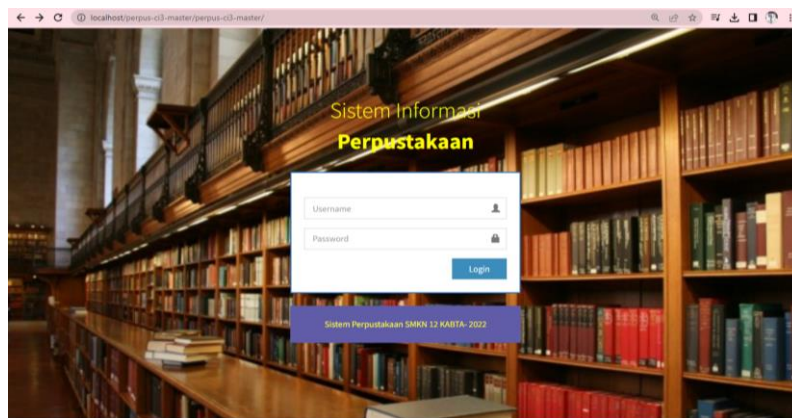 localhost/perpus-ci3-master/perpus-ci3-master/
Sistem Informasi
Perpustakaan
Username
Password
Login
Sistem Perpustakaan SMKN 12 KABTA- 2022